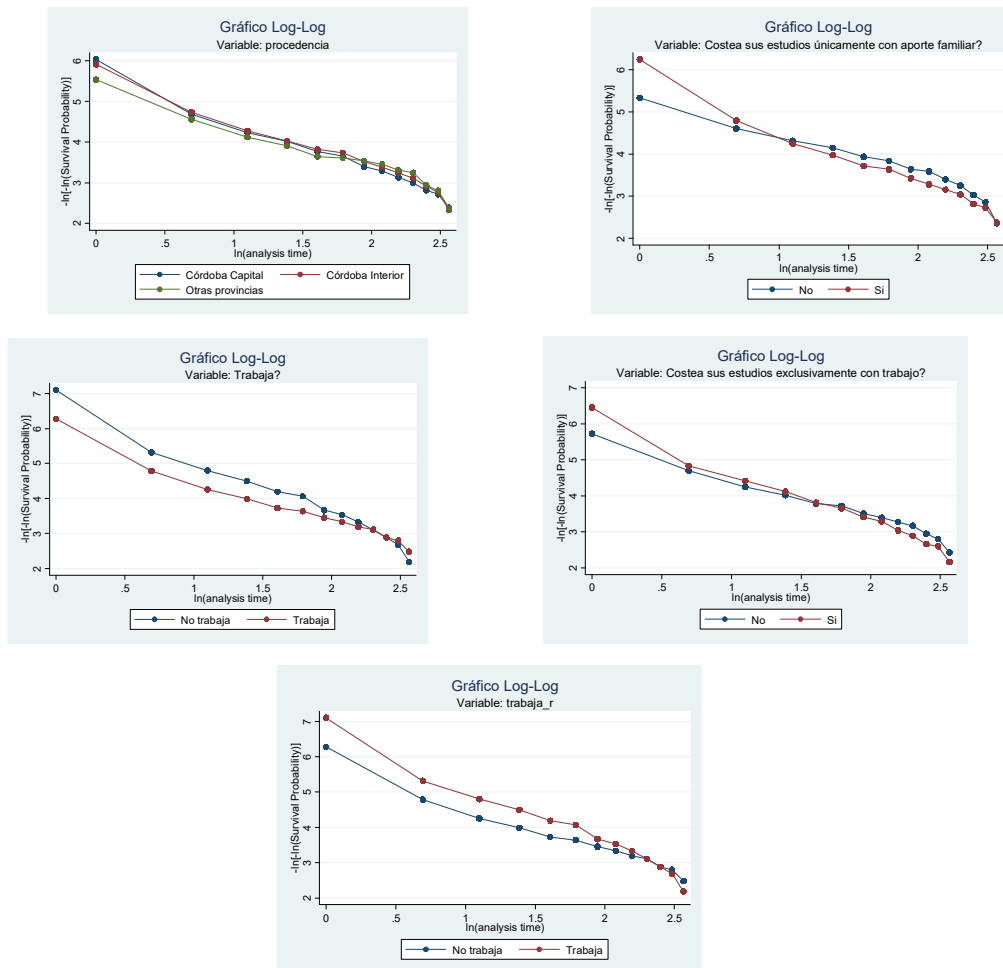 Gráfico Log-Log
Variable: procedencia
-ln[-ln(Survival Probability)]
6
5
4
3
2
0
.5
1
1.5
2
2.5
ln(analysis time)
Córdoba Capital
Córdoba Interior
Otras provincias
Gráfico Log-Log
Variable: Costea sus estudios únicamente con aporte familiar?
-ln[-ln(Survival Probability)]
6
5
4
3
2
0
.5
1
1.5
2
2.5
ln(analysis time)
No
Si
Gráfico Log-Log
Variable: Trabaja?
-ln[-ln(Survival Probability)]
7
6
5
4
3
2
0
.5
1
1.5
2
2.5
ln(analysis time)
No trabaja
Trabaja
Gráfico Log-Log
Variable: Costea sus estudios exclusivamente con trabajo?
-ln[-ln(Survival Probability)]
7
6
5
4
3
2
0
.5
1
1.5
2
2.5
ln(analysis time)
No
Si
Gráfico Log-Log
Variable: trabaja_r
-ln[-ln(Survival Probability)]
7
6
5
4
3
2
0
.5
1
1.5
2
2.5
ln(analysis time)
No trabaja
Trabaja